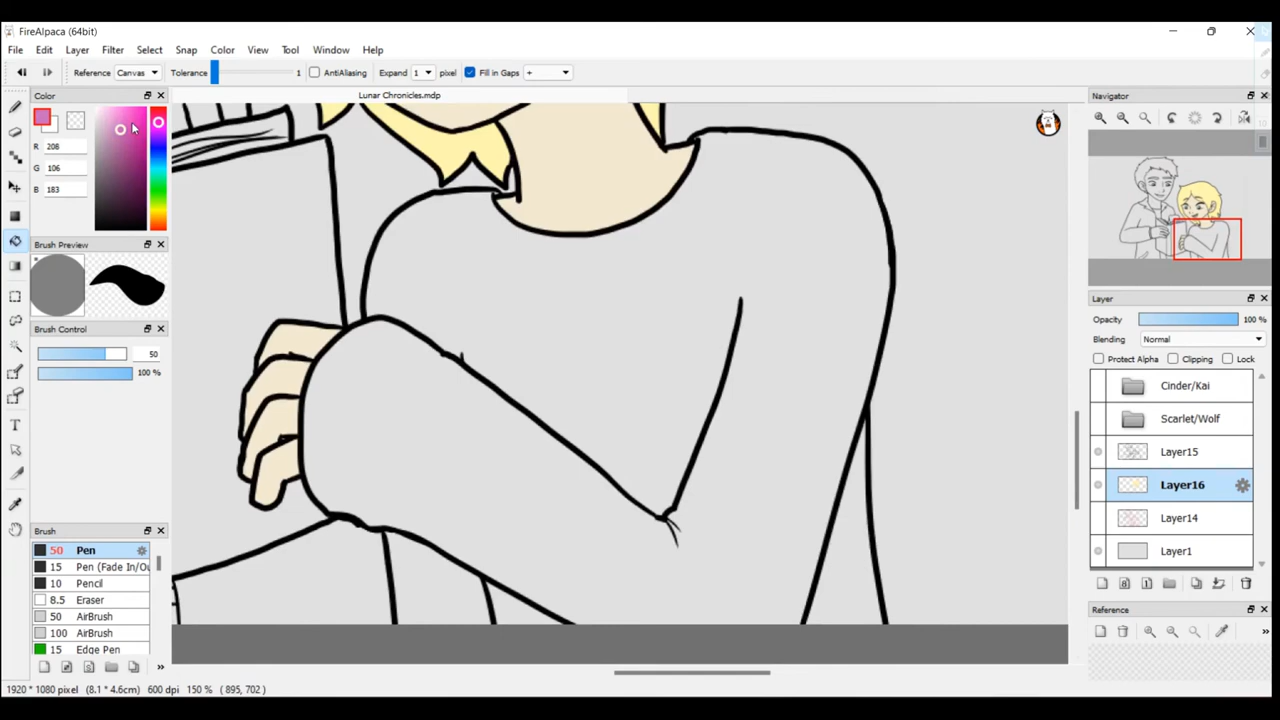 FireAlpaca (64bit)
File Edit Layer Filter Select Snap Color View Tool Window Help
Reference Canvas Tolerance 1 AntiAliasing Expand 1 pixel Fill in Gaps +
Color
Lunar Chronicles.mdp
Navigator
R 208
G 106
B 183
Brush Preview
Brush Control
50
100 %
Layer
Opacity 100 %
Blending Normal
Protect Alpha Clipping Lock
Cinder/Kai
Scarlet/Wolf
Layer15
Layer16
Layer14
Layer1
Brush
50 Pen
15 Pen (Fade In/Ou
10 Pencil
8.5 Eraser
50 AirBrush
100 AirBrush
15 Edge Pen
Reference
1920 * 1080 pixel (8.1 * 4.6cm) 600 dpi 150 % ( 895, 702 )